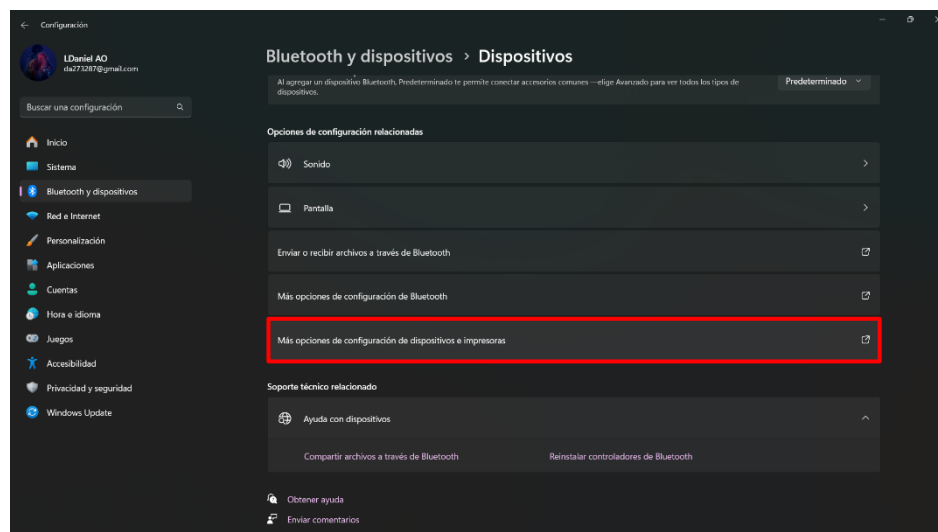 Configuración
LDaniel AO
da273287@gmail.com
Buscar una configuración
Inicio
Sistema
Bluetooth y dispositivos
Red e Internet
Personalización
Aplicaciones
Cuentas
Hora e idioma
Juegos
Accesibilidad
Privacidad y seguridad
Windows Update
Bluetooth y dispositivos > Dispositivos
Al agregar un dispositivo Bluetooth, Predeterminado te permite conectar accesorios comunes —elige Avanzado para ver todos los tipos de
dispositivos.
Predeterminado
Opciones de configuración relacionadas
Sonido
Pantalla
Enviar o recibir archivos a través de Bluetooth
Más opciones de configuración de Bluetooth
Más opciones de configuración de dispositivos e impresoras
Soporte técnico relacionado
Ayuda con dispositivos
Compartir archivos a través de Bluetooth
Reinstalar controladores de Bluetooth
Obtener ayuda
Enviar comentarios